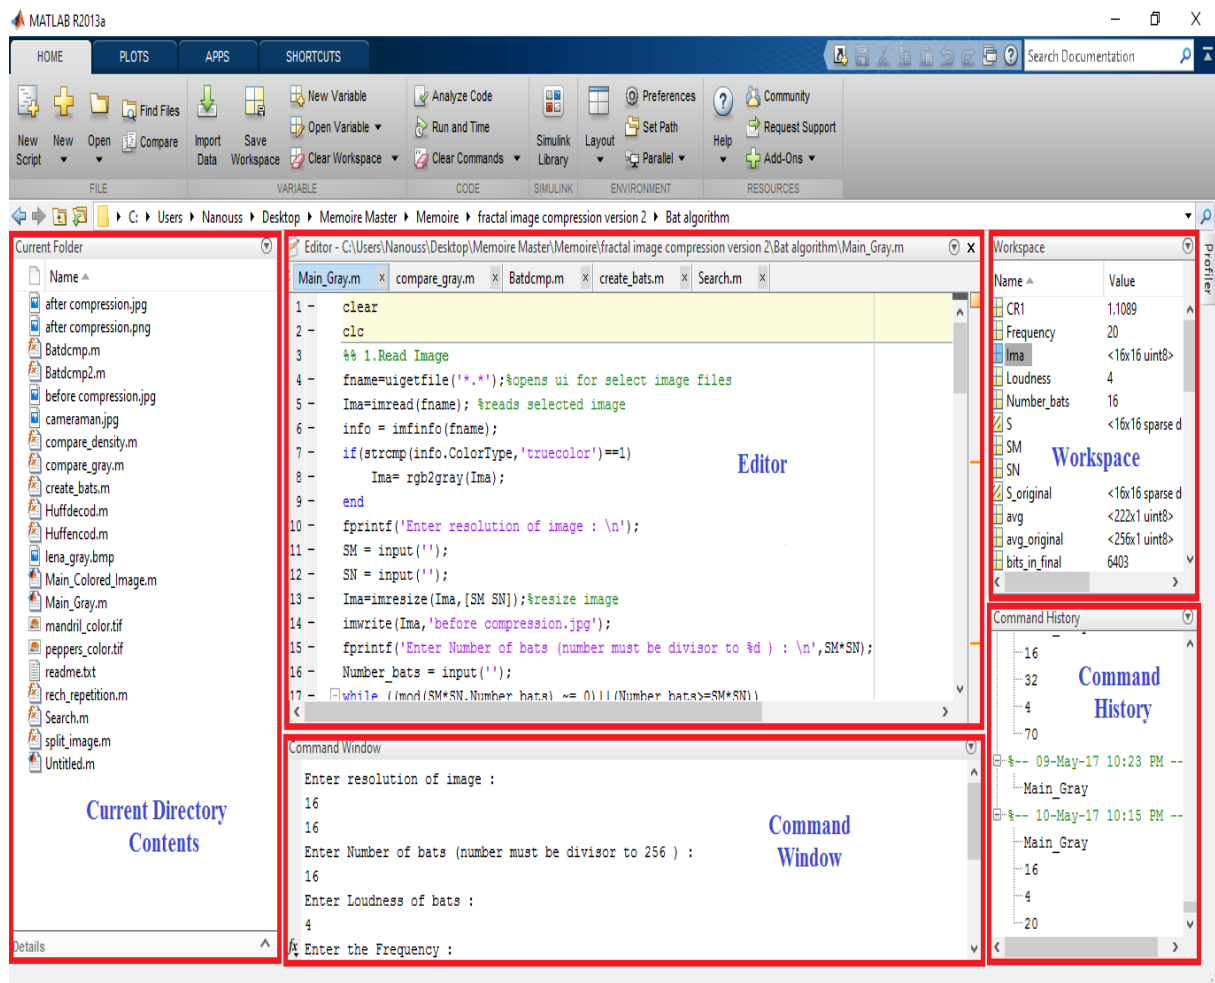 MATLAB R2013a
HOME PLOTS APPS SHORTCUTS
Search Documentation
New Script
New
Open
Find Files
Compare
FILE
Import Data
Save Workspace
New Variable
Open Variable
Clear Workspace
VARIABLE
Analyze Code
Run and Time
Clear Commands
CODE
Simulink Library
SIMULINK
Layout
Preferences
Set Path
Parallel
ENVIRONMENT
Help
Community
Request Support
Add-Ons
RESOURCES
C: Users Nanouss Desktop Memoire Master Memoire fractal image compression version 2 Bat algorithm
Current Folder
Name
after compression.jpg
after compression.png
Batdcmp.m
Batdcmp2.m
before compression.jpg
cameraman.jpg
compare_density.m
compare_gray.m
create_bats.m
Huffdecod.m
Huffencod.m
lena_gray.bmp
Main_Colored_Image.m
Main_Gray.m
mandril_color.tif
peppers_color.tif
readme.txt
rech_repetition.m
Search.m
split_image.m
Untitled.m
Current Directory
Contents
Details
Editor - C:\Users\Nanouss\Desktop\Memoire Master\Memoire\fractal image compression version 2\Bat algorithm\Main_Gray.m
Main_Gray.m x compare_gray.m x Batdcmp.m x create_bats.m x Search.m x
1 - clear
2 - clc
3 %% 1.Read Image
4 - fname=uigetfile('*.*');%opens ui for select image files
5 - Ima=imread(fname); %reads selected image
6 - info = imfinfo(fname);
7 - if(strcmp(info.ColorType,'truecolor')==1)
8 - Ima= rgb2gray(Ima);
9 - end
10 - fprintf('Enter resolution of image : \n');
11 - SM = input('');
12 - SN = input('');
13 - Ima=imresize(Ima,[SM SN]);%resize image
14 - imwrite(Ima,'before compression.jpg');
15 - fprintf('Enter Number of bats (number must be divisor to %d ) : \n',SM*SN);
16 - Number_bats = input('');
17 - while ((mod(SM*SN,Number_bats) ~= 0)||(Number_bats>=SM*SN))
Editor
Command Window
Enter resolution of image :
16
16
Enter Number of bats (number must be divisor to 256 ) :
16
Enter Loudness of bats :
4
fx Enter the Frequency :
Command
Window
Workspace
Name Value
CR1 1.1089
Frequency 20
Ima <16x16 uint8>
Loudness 4
Number_bats 16
S <16x16 sparse d
SM
SN
S_original <16x16 sparse d
avg <222x1 uint8>
avg_original <256x1 uint8>
bits_in_final 6403
Workspace
Profiler
Command History
16
32
4
70
%-- 09-May-17 10:23 PM --
Main_Gray
%-- 10-May-17 10:15 PM --
Main_Gray
16
4
20
Command
History